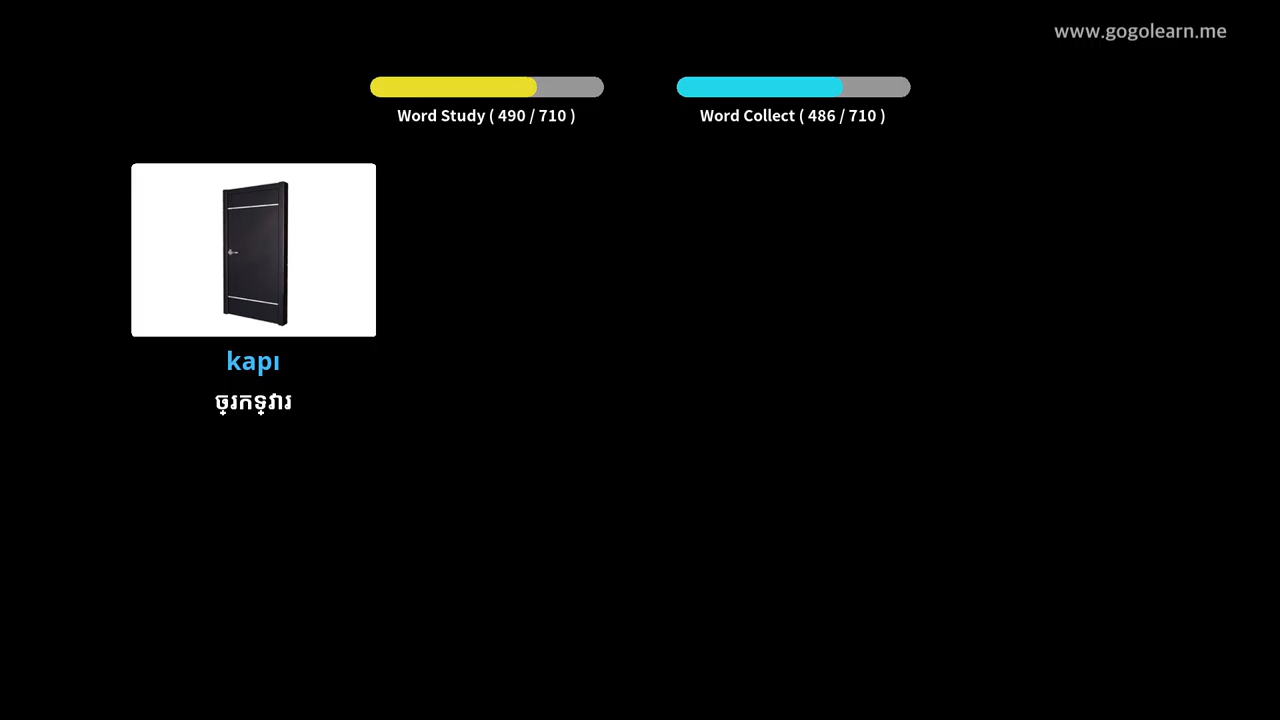 www.gogolearn.me
Word Study ( 490 / 710 )
Word Collect ( 486 / 710 )
kapı
ច្រកទ្វារ